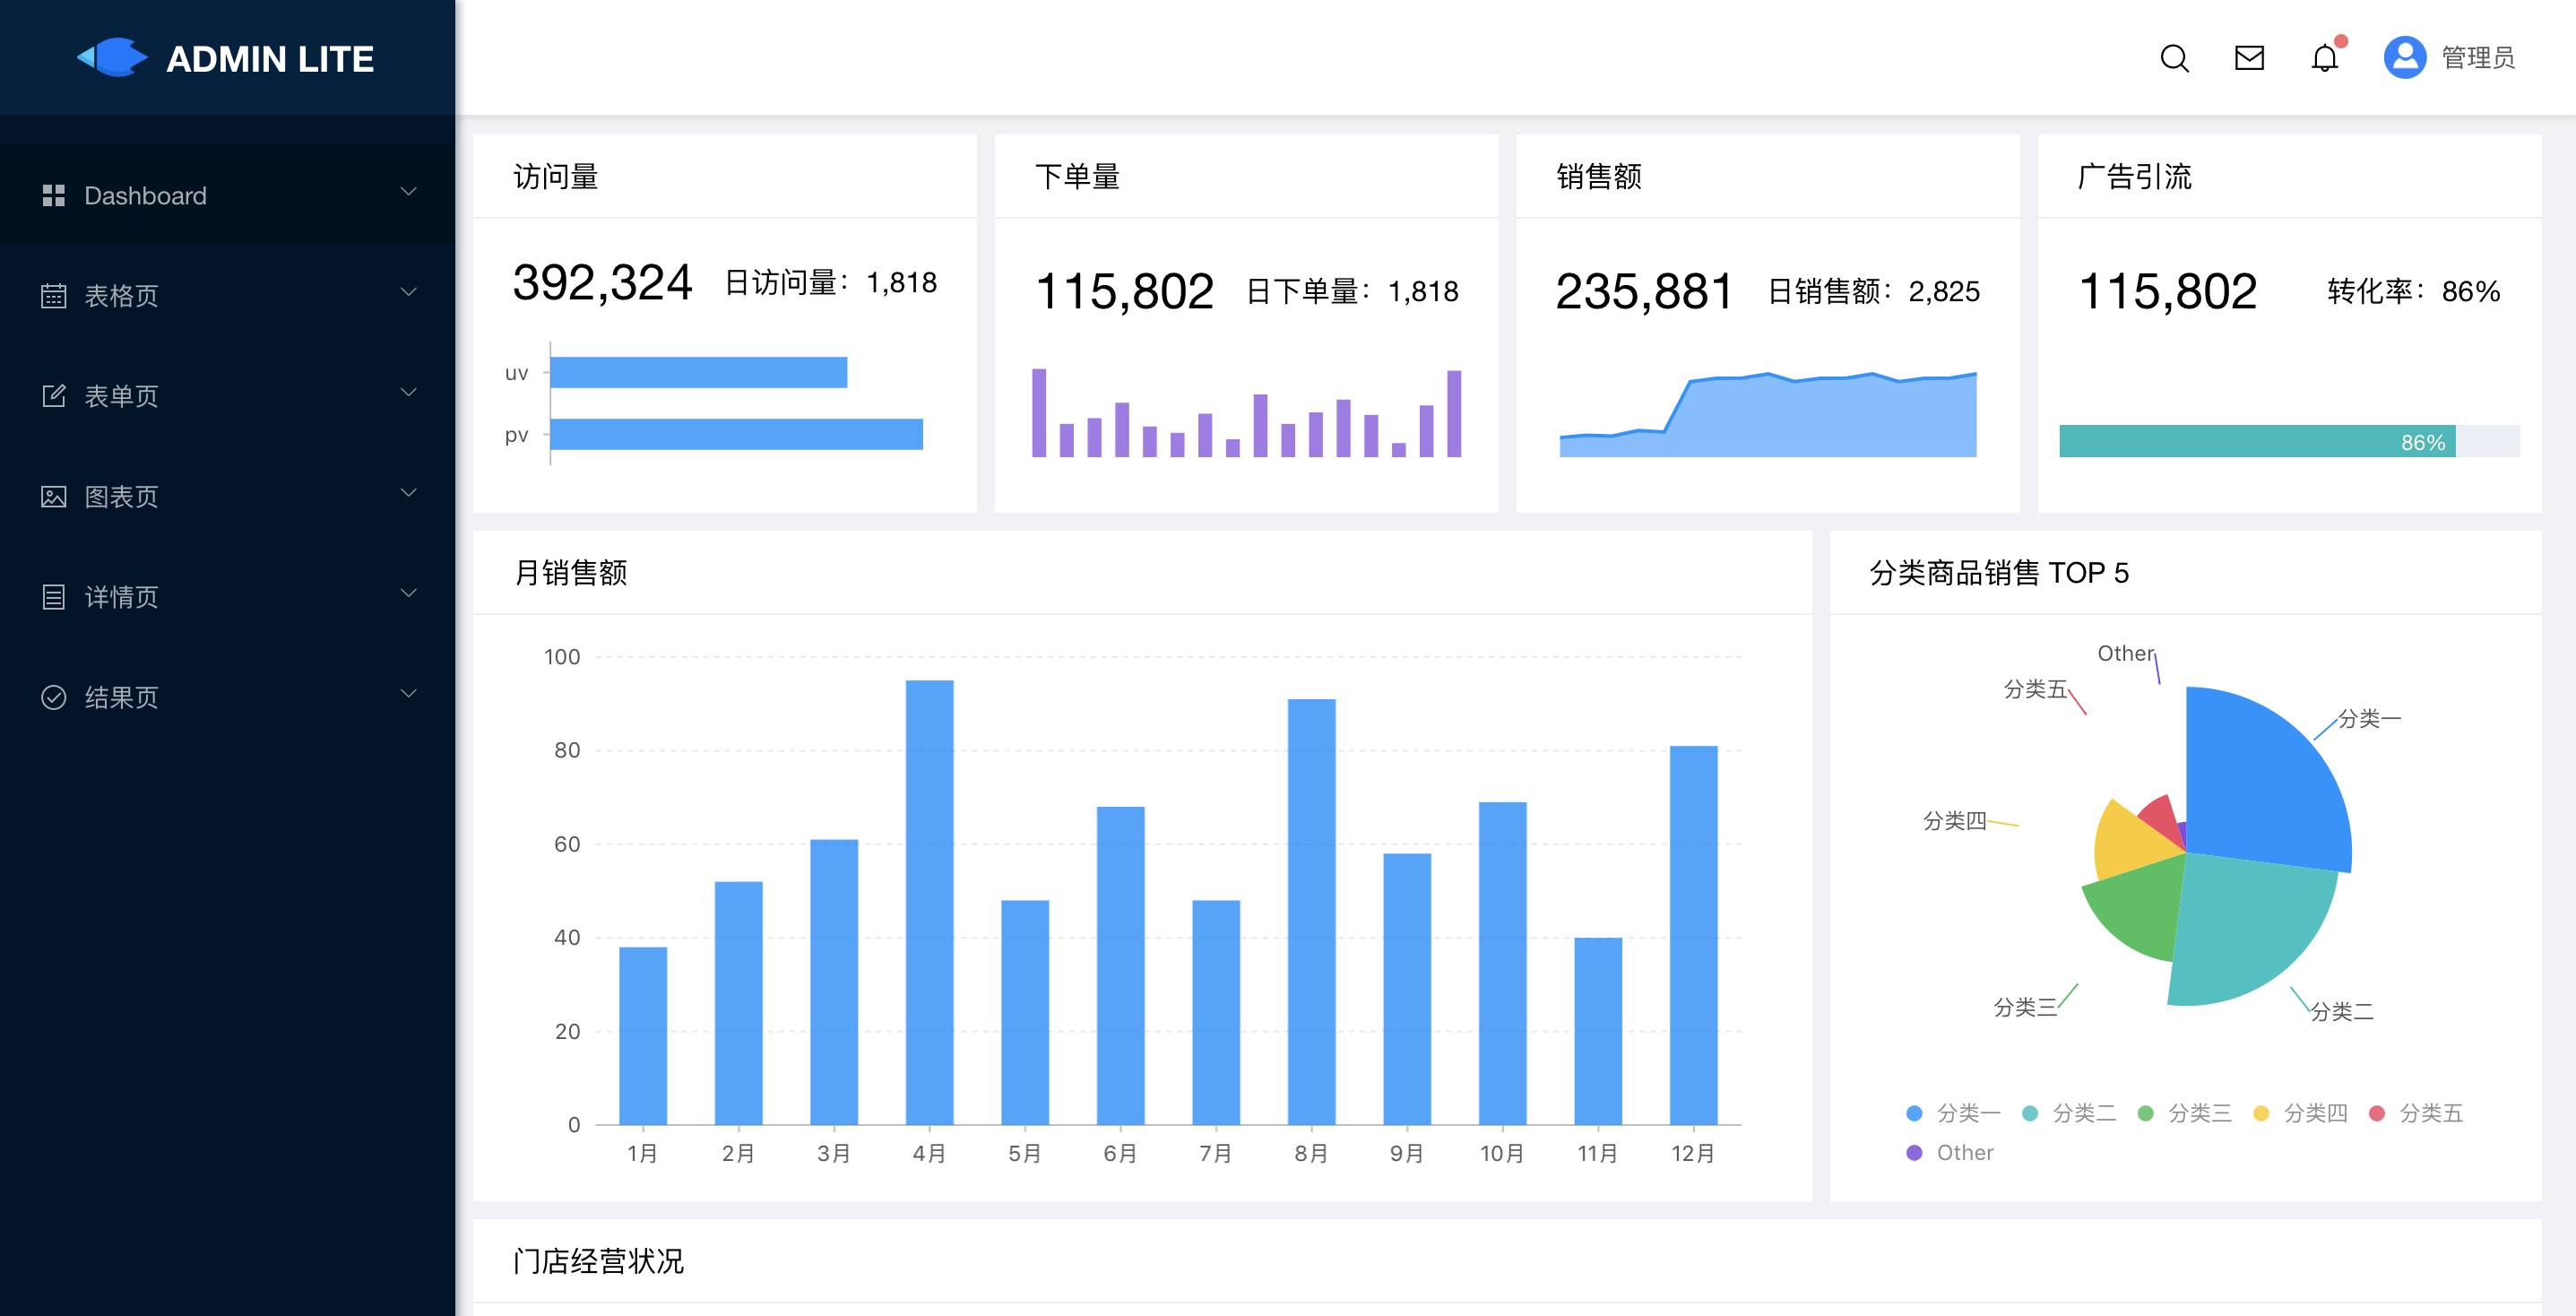 ADMIN LITE
管理员
Dashboard
表格页
表单页
图表页
详情页
结果页
访问量
392,324 日访问量：1,818
uv
pv
下单量
115,802 日下单量：1,818
销售额
235,881 日销售额：2,825
广告引流
115,802 转化率：86%
86%
月销售额
100
80
60
40
20
0
1月 2月 3月 4月 5月 6月 7月 8月 9月 10月 11月 12月
分类商品销售 TOP 5
Other
分类五
分类一
分类四
分类三
分类二
分类一 分类二 分类三 分类四 分类五
Other
门店经营状况